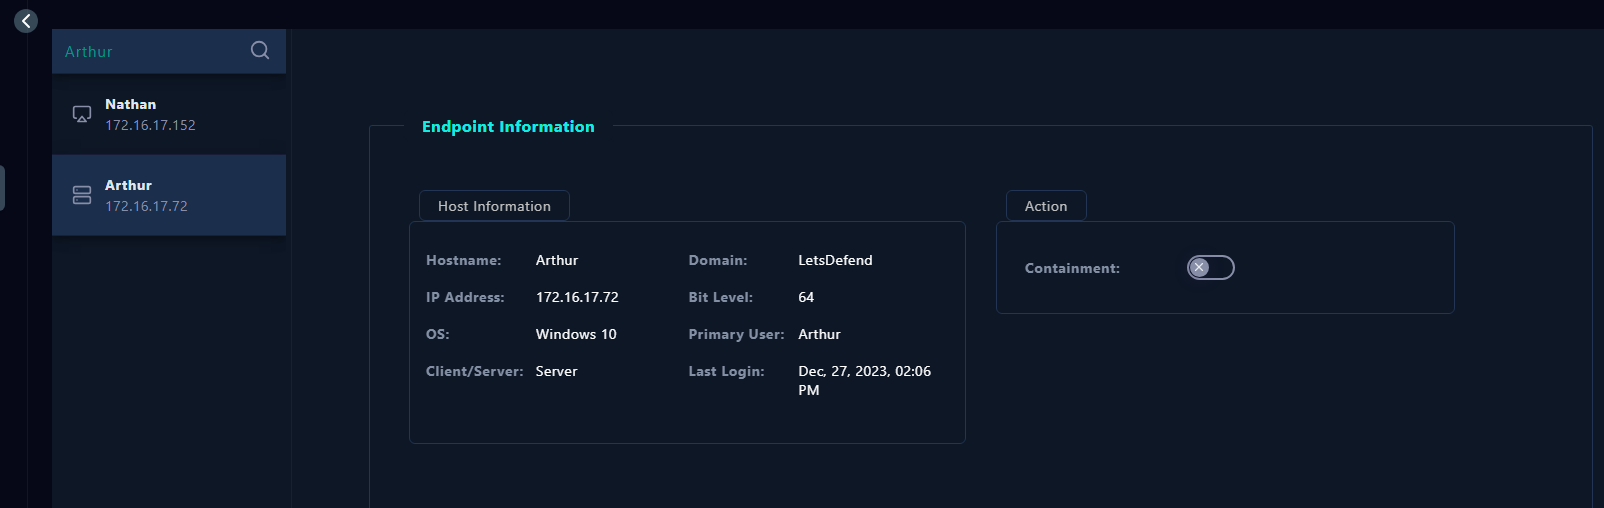 Arthur
Nathan
172.16.17.152
Arthur
172.16.17.72
Endpoint Information
Host Information
Hostname: Arthur Domain: LetsDefend
IP Address: 172.16.17.72 Bit Level: 64
OS: Windows 10 Primary User: Arthur
Client/Server: Server Last Login: Dec, 27, 2023, 02:06
PM
Action
Containment: